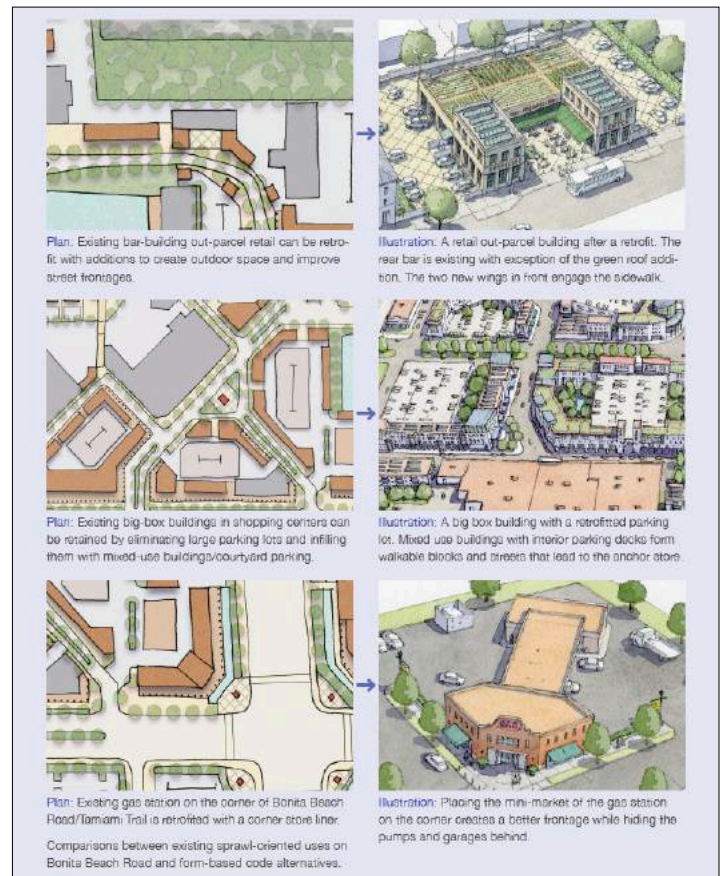 Plan: Existing bar-building out-parcel retail can be retro-
fit with additions to create outdoor space and improve
street frontages.
Illustration: A retail out-parcel building after a retrofit. The
rear bar is existing with exception of the green roof addi-
tion. The two new wings in front engage the sidewalk.
Plan: Existing big-box buildings in shopping centers can
be retained by eliminating large parking lots and infilling
them with mixed-use buildings/courtyard parking.
Illustration: A big box building with a retrofitted parking
lot. Mixed use buildings with interior parking decks form
walkable blocks and streets that lead to the anchor store.
Plan: Existing gas station on the corner of Bonita Beach
Road/Tamiami Trail is retrofited with a corner store liner.
Comparisons between existing sprawl-oriented uses on
Bonita Beach Road and form-based code alternatives.
Illustration: Placing the mini-market of the gas station
on the corner creates a better frontage while hiding the
pumps and garages behind.